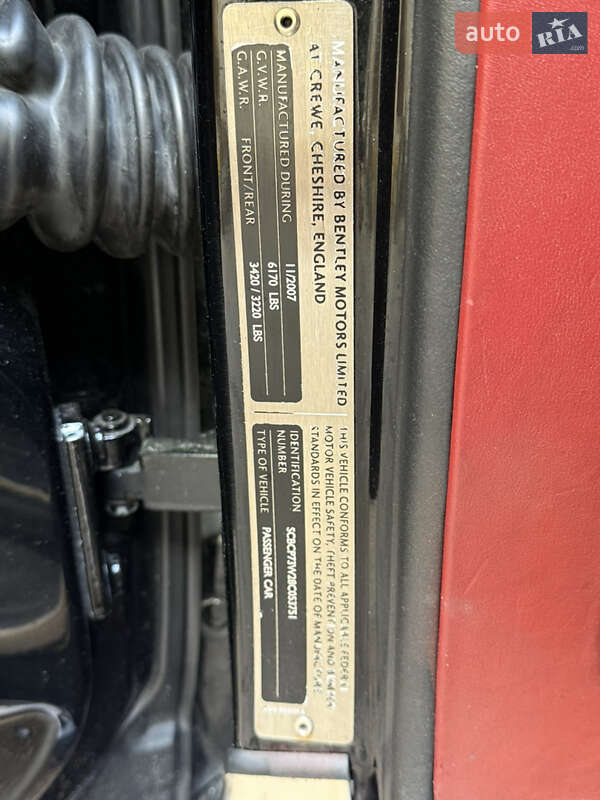 auto RIA .com
MANUFACTURED BY BENTLEY MOTORS LIMITED
AT CREWE, CHESHIRE, ENGLAND
MANUFACTURED DURING 11/2007
G.V.W.R. 6170 LBS
G.A.W.R. FRONT/REAR 3420 / 3220 LBS
THIS VEHICLE CONFORMS TO ALL APPLICABLE FEDERAL
MOTOR VEHICLE SAFETY, THEFT PREVENTION AND
STANDARDS IN EFFECT ON THE DATE OF MANUFACTURE
IDENTIFICATION
NUMBER SCBCP73W28C053751
TYPE OF VEHICLE PASSENGER CAR